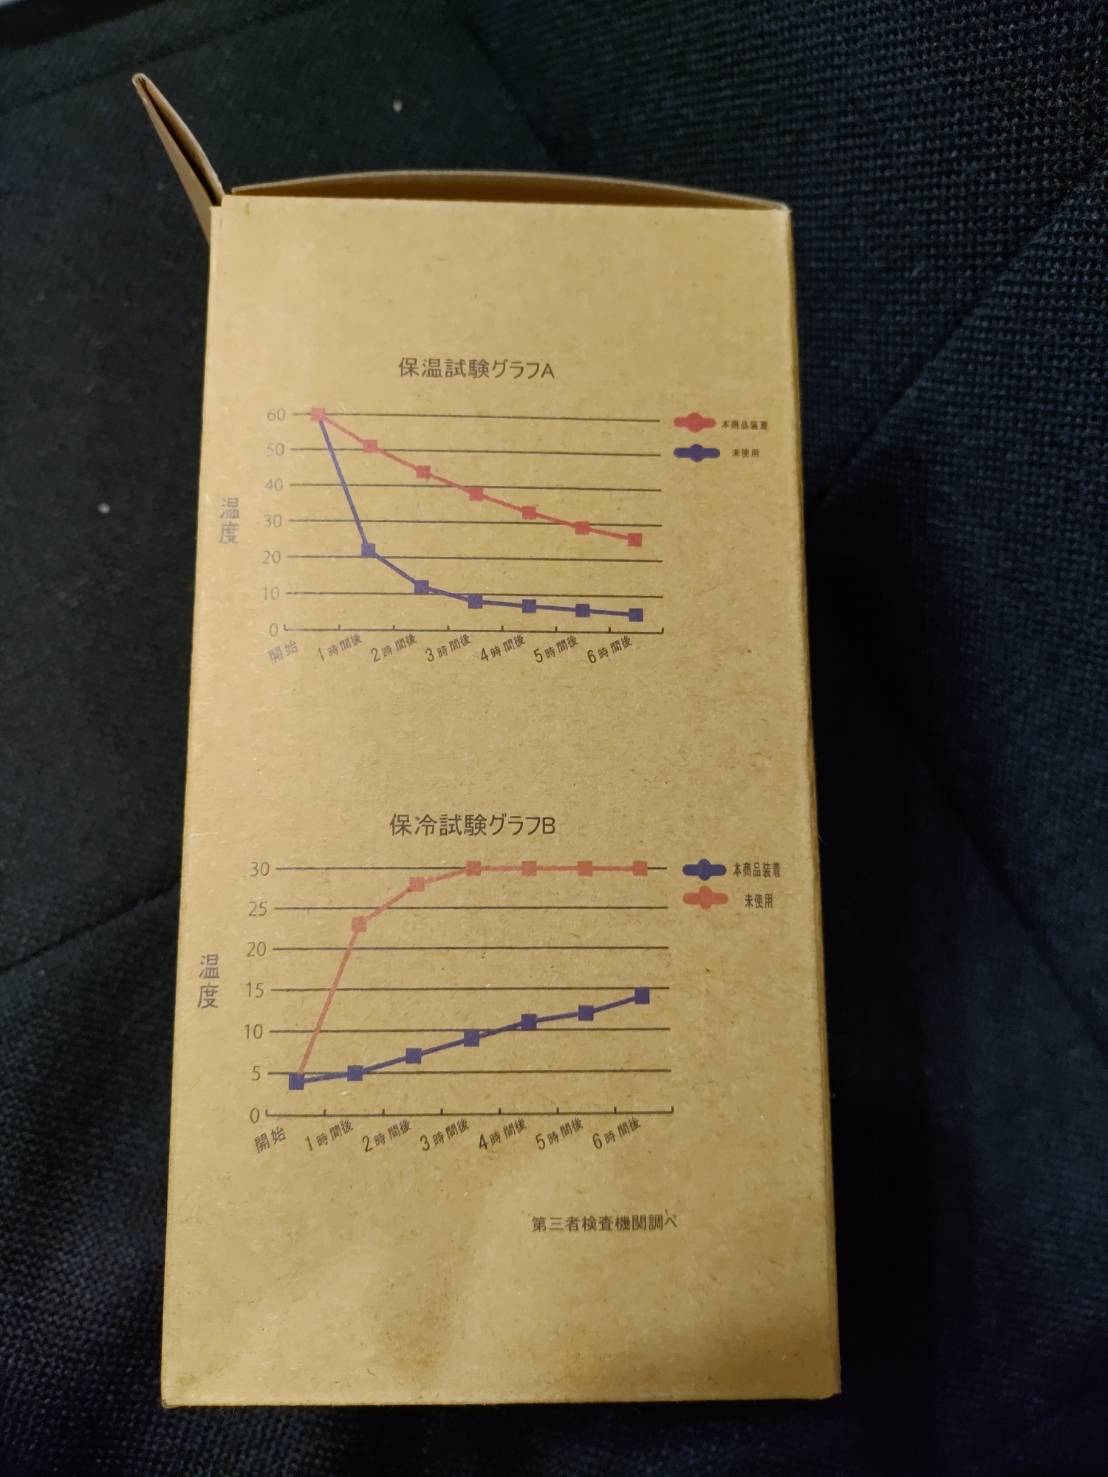 保温試験グラフA
60
50
40
30
20
10
0
温度
本商品装着
未使用
開始 1時間後 2時間後 3時間後 4時間後 5時間後 6時間後
保冷試験グラフB
30
25
20
15
10
5
0
温度
本商品装着
未使用
開始 1時間後 2時間後 3時間後 4時間後 5時間後 6時間後
第三者検査機関調べ